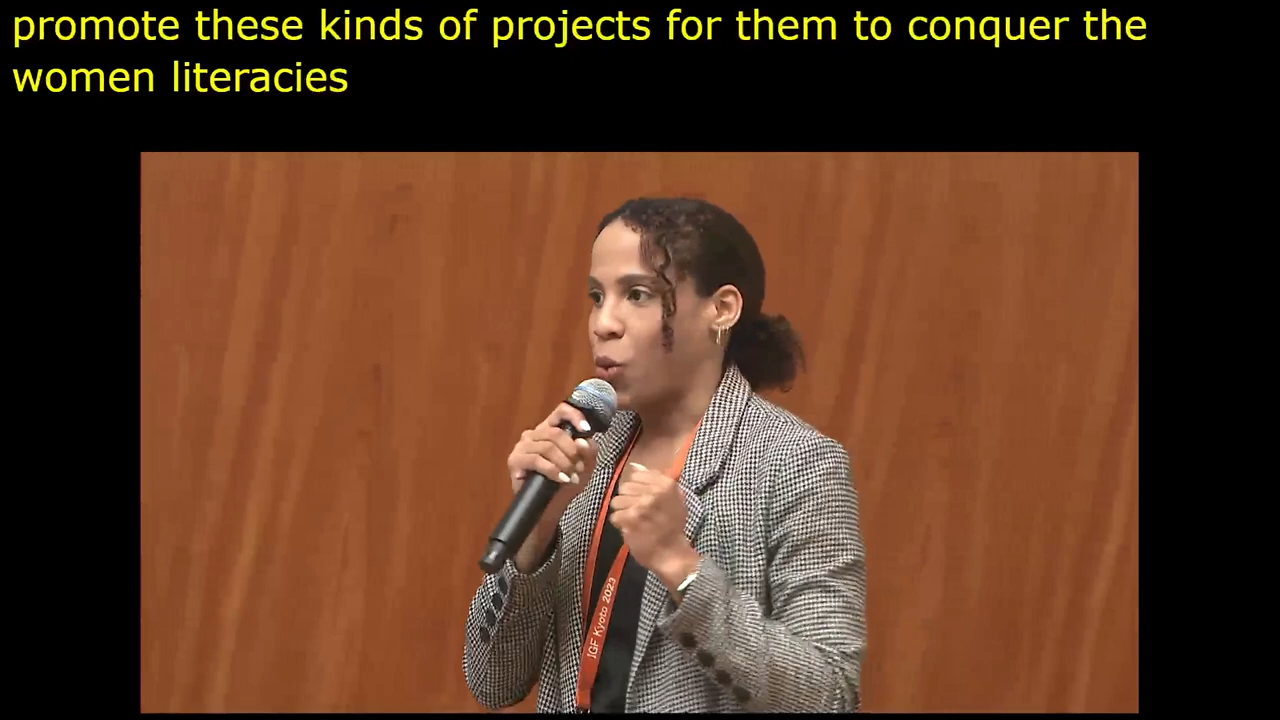 promote these kinds of projects for them to conquer the
women literacies
IGF Kyoto 2023